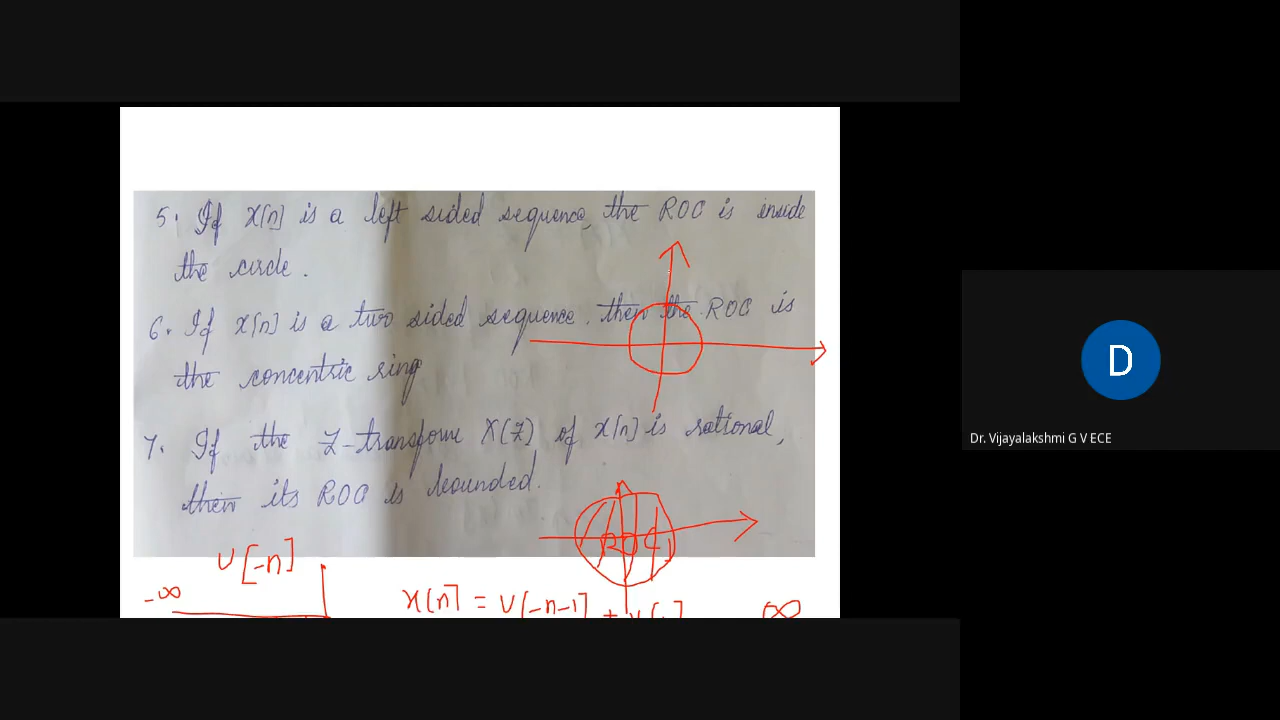 5. If x[n] is a left sided sequence, the ROC is inside
the circle.
6. If x[n] is a two sided sequence. then the ROC is
the concentric ring
7. If the Z-transform X(Z) of x[n] is rational,
then its ROC is bounded.
ROC
U[-n]
-∞
x[n] = U[-n-1] +
∞
D
Dr. Vijayalakshmi G V ECE